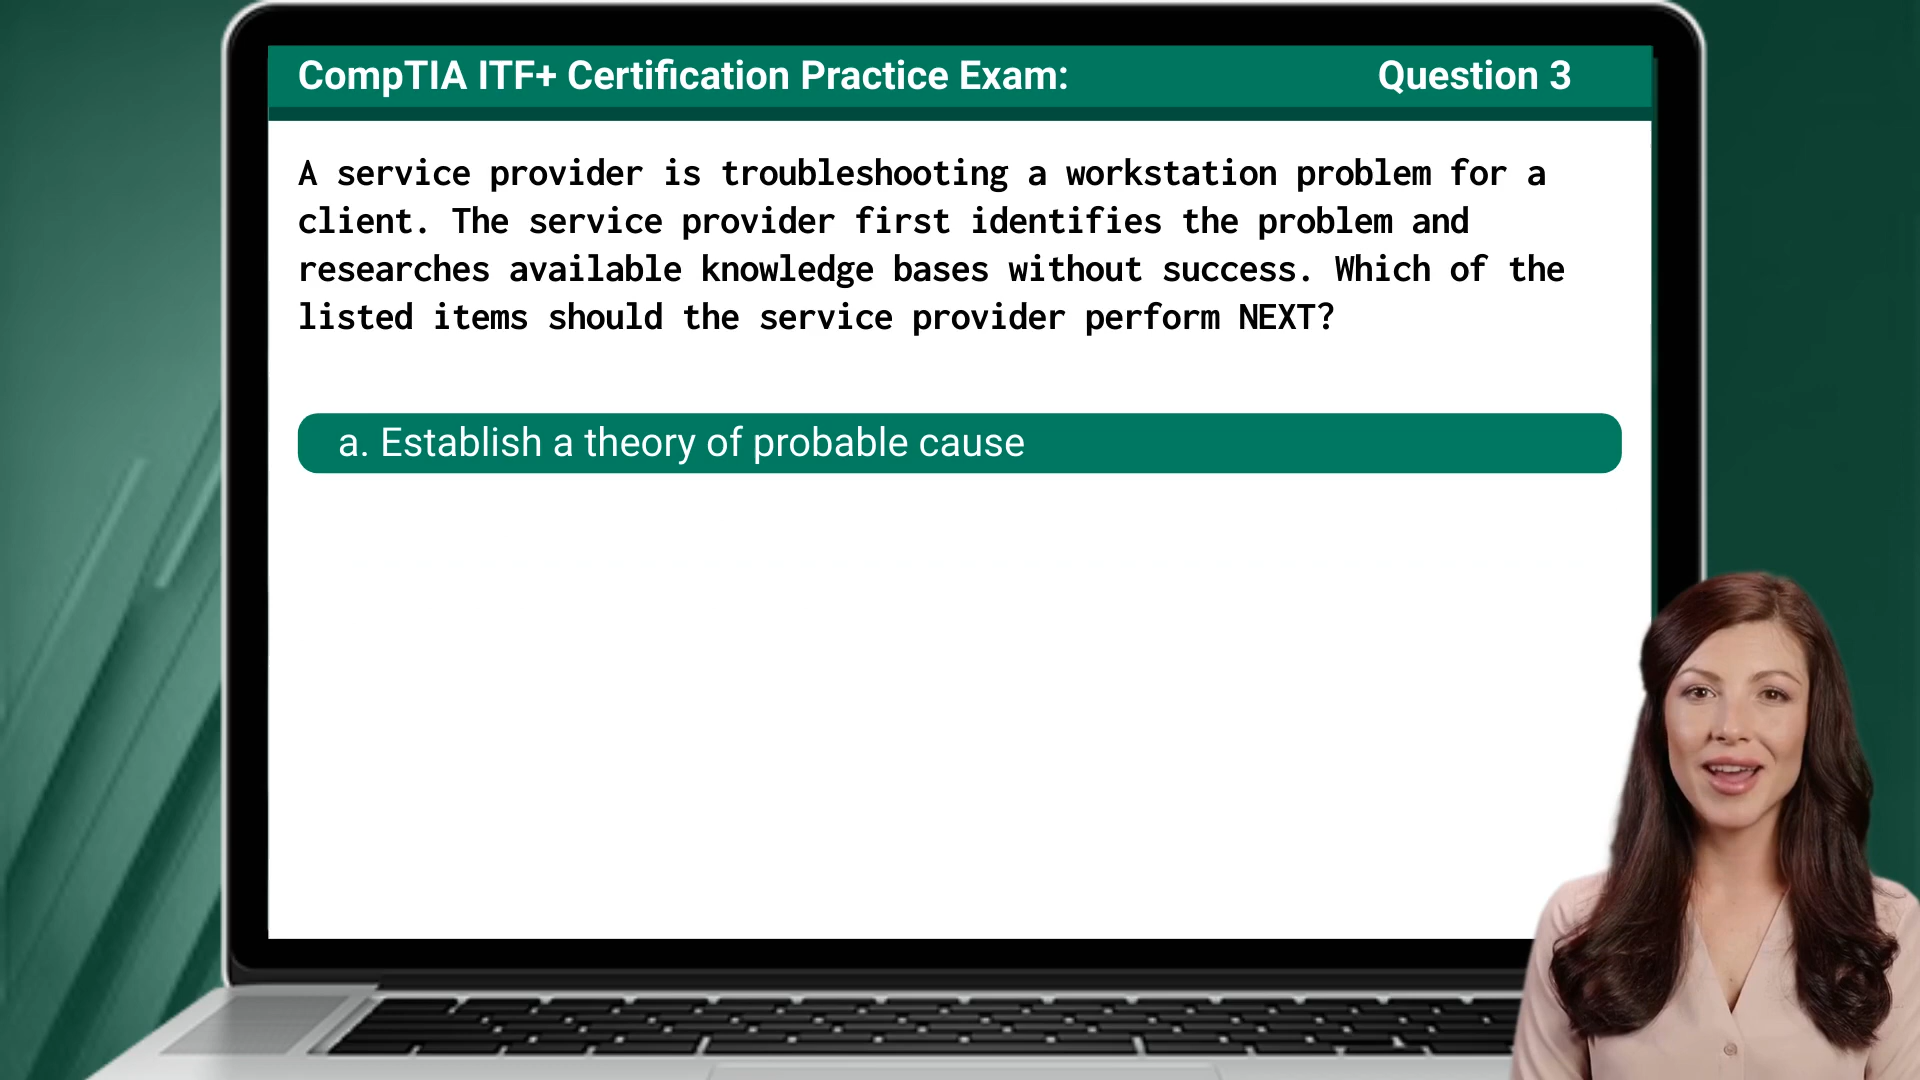 CompTIA ITF+ Certification Practice Exam:
Question 3
A service provider is troubleshooting a workstation problem for a
client. The service provider first identifies the problem and
researches available knowledge bases without success. Which of the
listed items should the service provider perform NEXT?
a. Establish a theory of probable cause